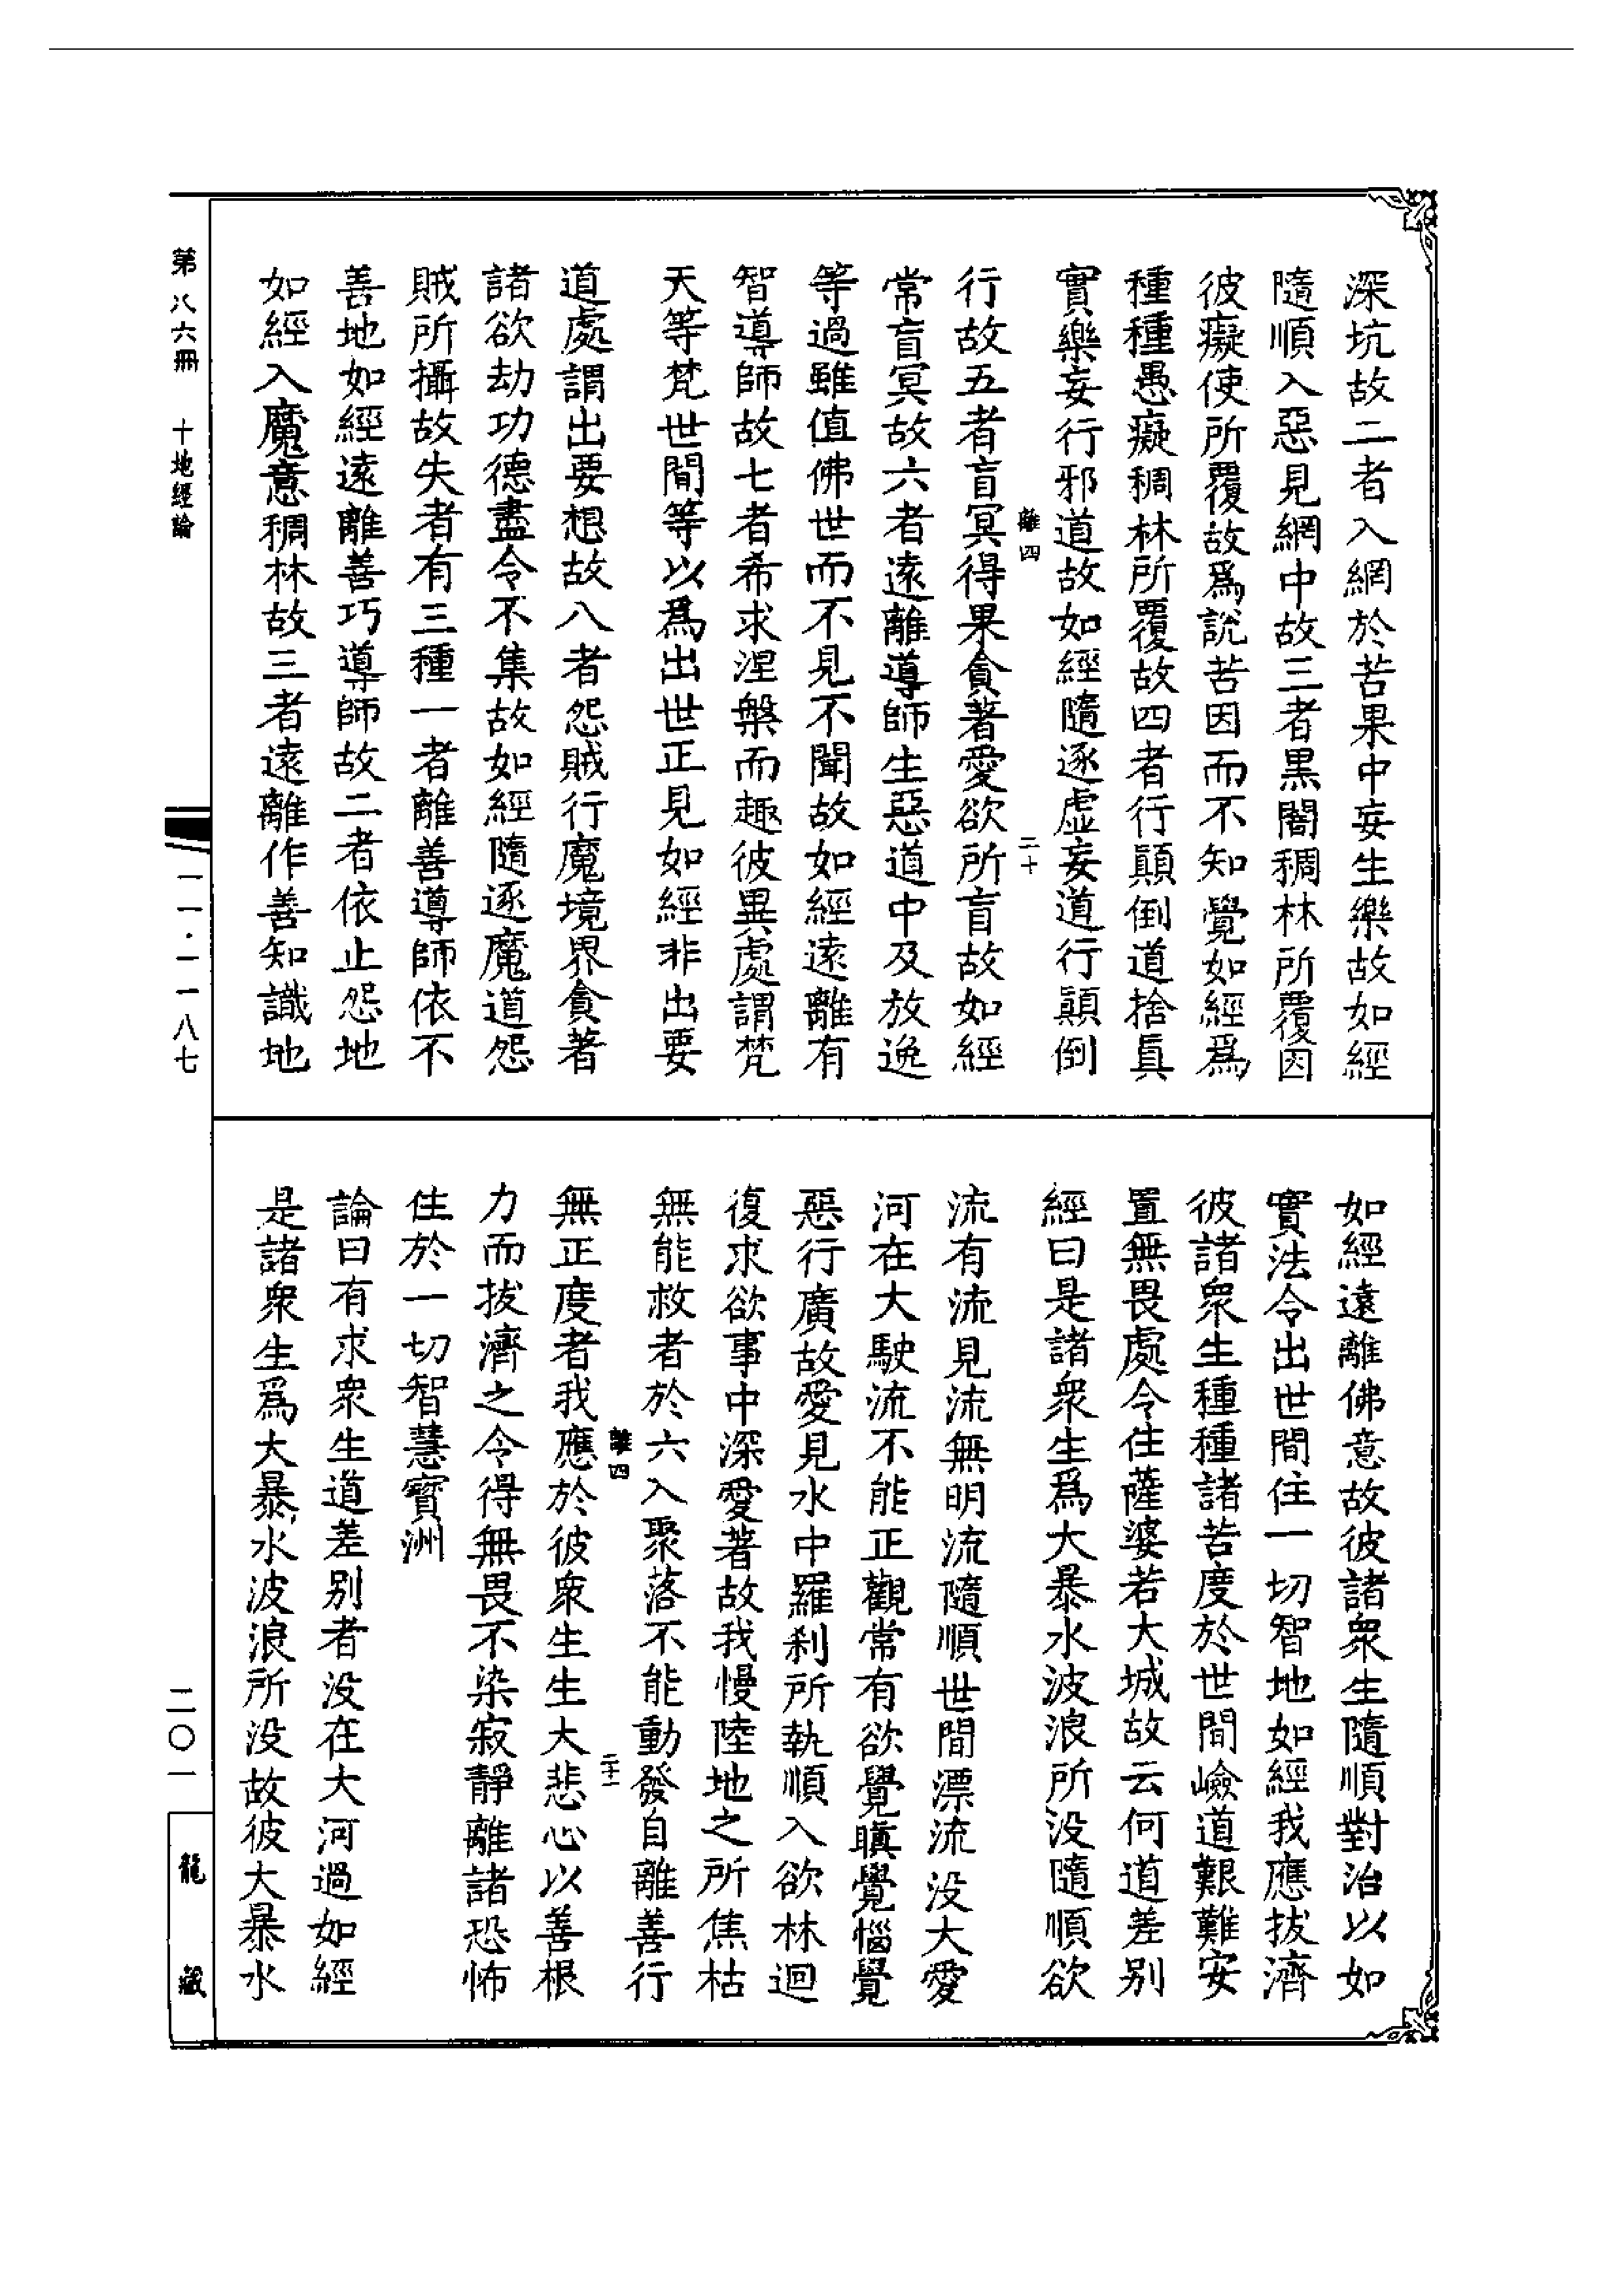 深坑故二者入網於苦果中妄生樂故如經
隨順入惡見網中故三者黒闇稠林所覆因
彼癡使所覆故爲説苦因而不知覺如經爲
種種愚癡稠林所覆故四者行顛倒道捨眞
實樂妄行邪道故如經隨逐虛妄道行顛倒
離四
二十
行故五者盲冥得果貪著愛欲所盲故如經
常盲冥故六者遠離導師生惡道中及放逸
等過雖值佛世而不見不聞故如經遠離有
智導師故七者希求涅槃而趣彼異處謂梵
天等梵世間等以爲出世正見如經非出要
道處謂出要想故八者怨賊行魔境界貪著
諸欲劫功德盡令不集故如經隨逐魔道怨
賊所攝故失者有三種一者離善導師依不
善地如經遠離善巧導師故二者依止怨地
如經入魔意稠林故三者遠離作善知識地
如經遠離佛意故彼諸衆生隨順對治以如
實法令出世間住一切智地如經我應拔濟
彼諸衆生種種諸苦度於世間嶮道艱難安
置無畏處令住薩婆若大城故云何道差别
經曰是諸衆生爲大暴水波浪所没隨順欲
流有流見流無明流隨順世間漂流没大愛
河在大駛流不能正觀常有欲覺瞋覺惱覺
惡行廣故愛見水中羅刹所執順入欲林迴
復求欲事中深愛著故我慢陸地之所焦枯
無能救者於六入聚落不能動發自離善行
離四
二十一
無正度者我應於彼衆生生大悲心以善根
力而拔濟之令得無畏不染寂靜離諸恐怖
住於一切智慧寳洲
論曰有求衆生道差别者没在大河過如經
是諸衆生爲大暴水波浪所没故彼大暴水
第八六冊　十地經論
一一·一一八七
二〇一
龍藏